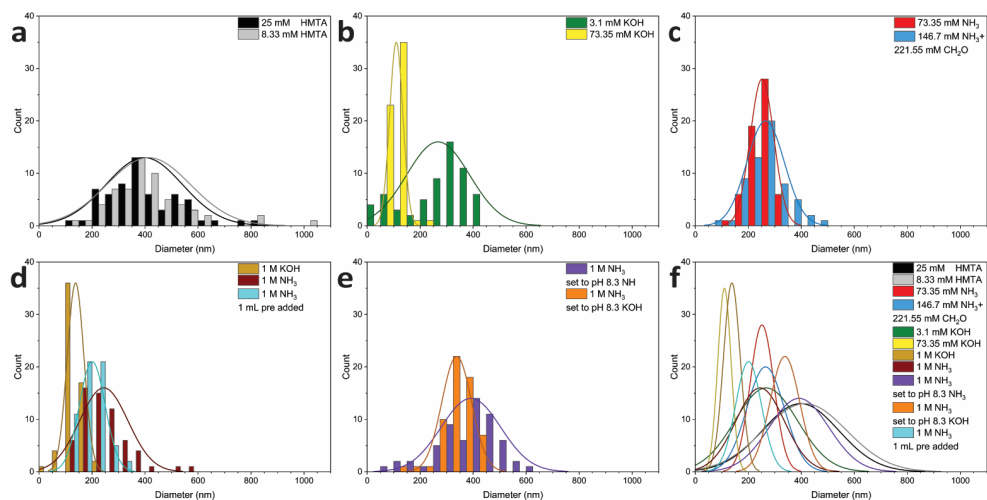 a
25 mM HMTA
8.33 mM HMTA
Count
40
30
20
10
0
0 200 400 600 800 1000
Diameter (nm)
b
3.1 mM KOH
73.35 mM KOH
Count
40
30
20
10
0
0 200 400 600 800 1000
Diameter (nm)
c
73.35 mM NH₃
146.7 mM NH₃+
221.55 mM CH₂O
Count
40
30
20
10
0
0 200 400 600 800 1000
Diameter (nm)
d
1 M KOH
1 M NH₃
1 M NH₃
1 mL pre added
Count
40
30
20
10
0
0 200 400 600 800 1000
Diameter (nm)
e
1 M NH₃
set to pH 8.3 NH
1 M NH₃
set to pH 8.3 KOH
Count
40
30
20
10
0
0 200 400 600 800 1000
Diameter (nm)
f
25 mM HMTA
8.33 mM HMTA
73.35 mM NH₃
146.7 mM NH₃+
221.55 mM CH₂O
3.1 mM KOH
73.35 mM KOH
1 M KOH
1 M NH₃
1 M NH₃
set to pH 8.3 NH₃
1 M NH₃
set to pH 8.3 KOH
1 M NH₃
1 mL pre added
Count
40
30
20
10
0
0 200 400 600 800 1000
Diameter (nm)